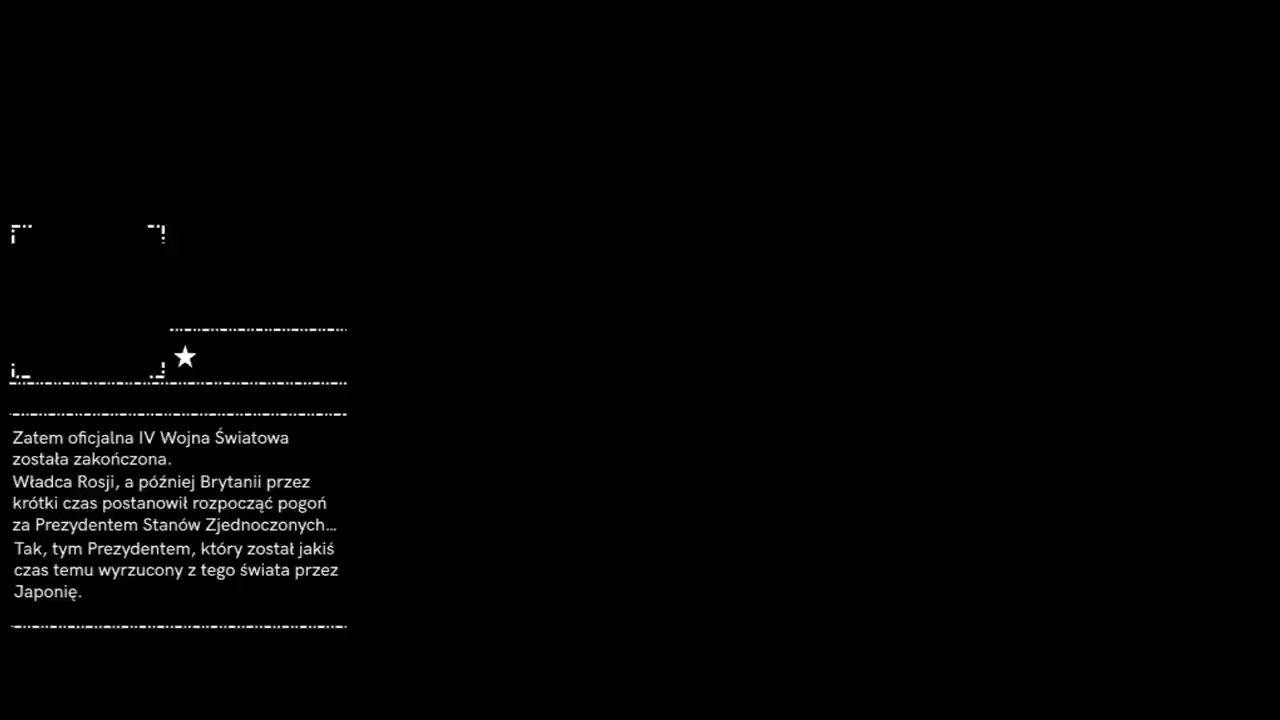 Zatem oficjalna IV Wojna Światowa
została zakończona.
Władca Rosji, a później Brytanii przez
krótki czas postanowił rozpocząć pogoń
za Prezydentem Stanów Zjednoczonych...
Tak, tym Prezydentem, który został jakiś
czas temu wyrzucony z tego świata przez
Japonię.